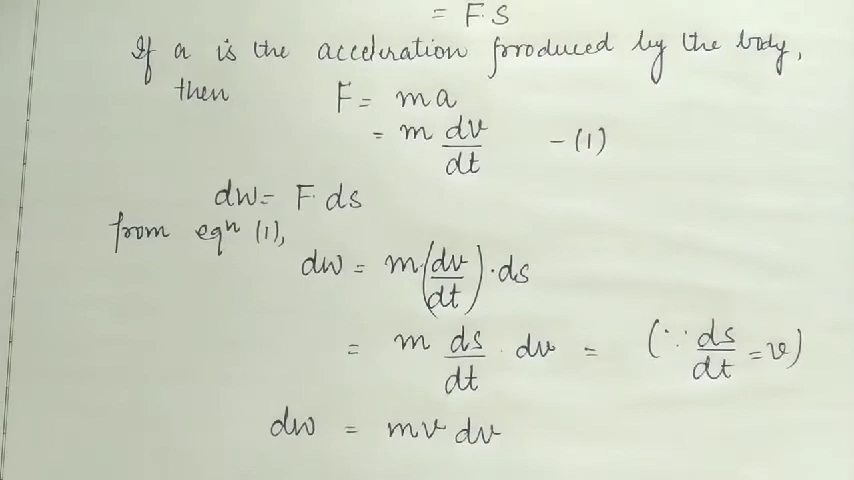 = F. S
If a is the acceleration produced by the body,
then F = ma
= m dv/dt - (1)
dw = F. ds
from eqn (1),
dw = m(dv/dt).ds
= m ds/dt . dv = (∵ ds/dt = v)
dw = mv dv